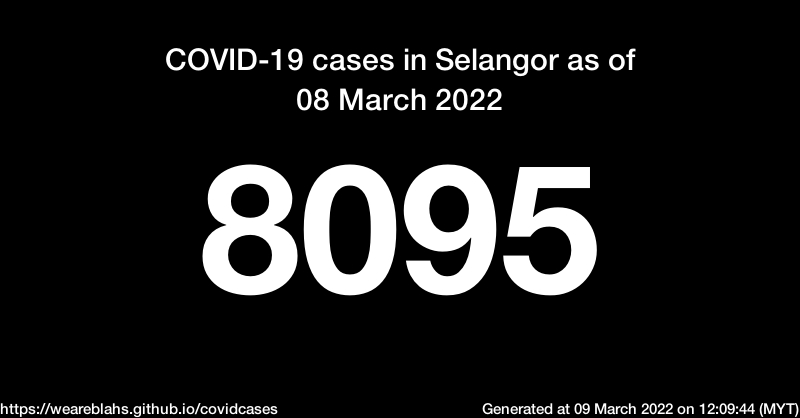 COVID-19 cases in Selangor as of
08 March 2022
8095
https://weareblahs.github.io/covidcases
Generated at 09 March 2022 on 12:09:44 (MYT)